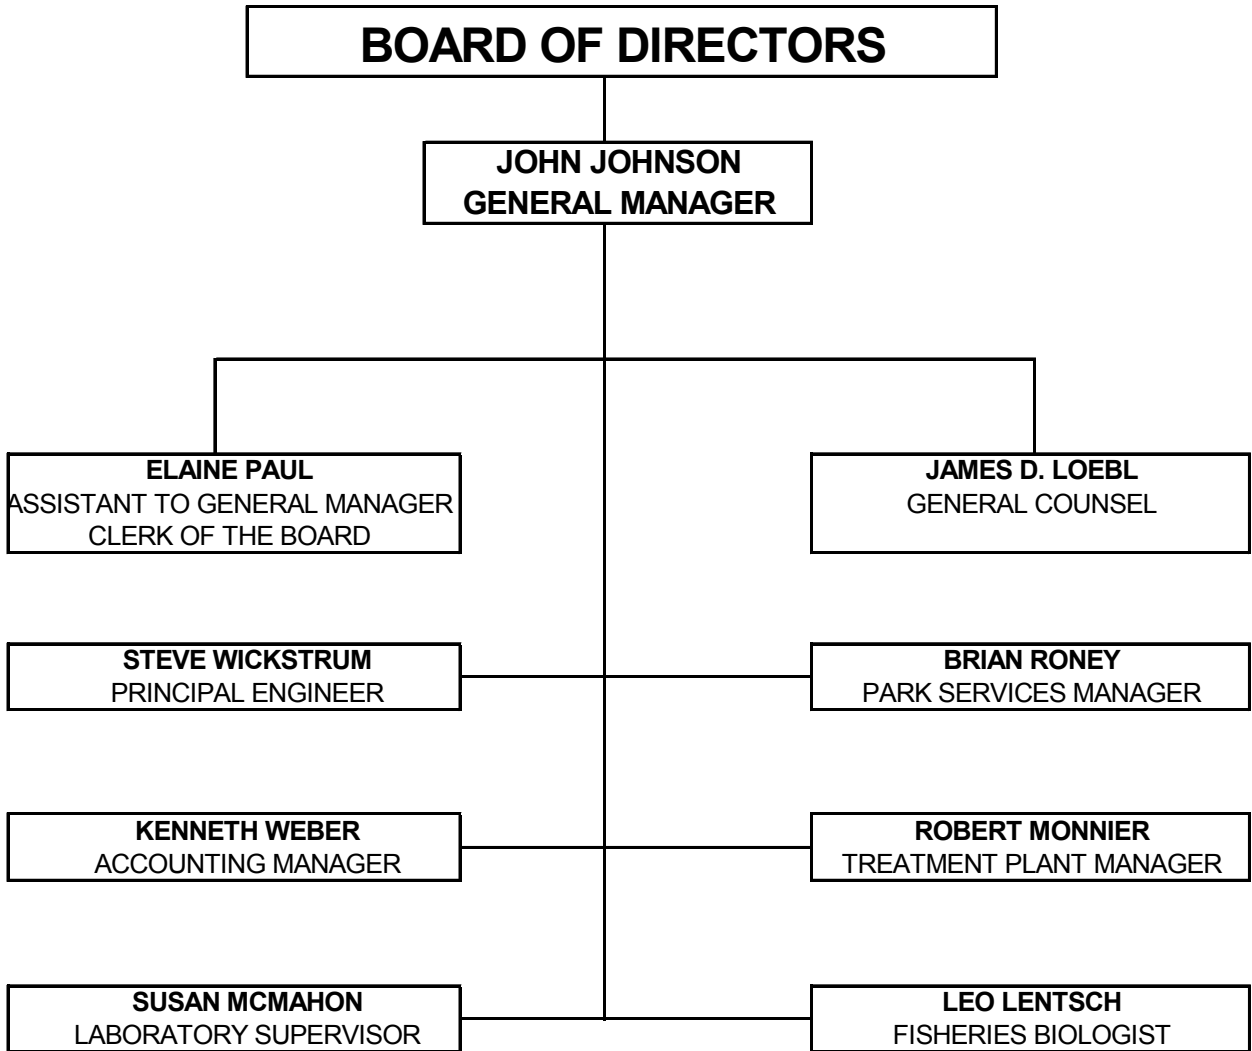 BOARD OF DIRECTORS
JOHN JOHNSON
GENERAL MANAGER
ELAINE PAUL
ASSISTANT TO GENERAL MANAGER
CLERK OF THE BOARD
JAMES D. LOEBL
GENERAL COUNSEL
STEVE WICKSTRUM
PRINCIPAL ENGINEER
BRIAN RONEY
PARK SERVICES MANAGER
KENNETH WEBER
ACCOUNTING MANAGER
ROBERT MONNIER
TREATMENT PLANT MANAGER
SUSAN MCMAHON
LABORATORY SUPERVISOR
LEO LENTSCH
FISHERIES BIOLOGIST